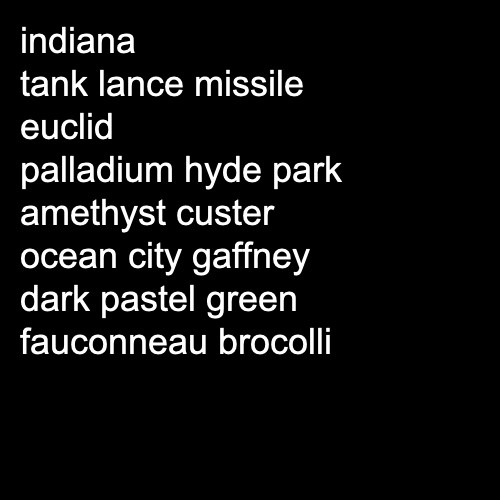 indiana
tank lance missile
euclid
palladium hyde park
amethyst custer
ocean city gaffney
dark pastel green
fauconneau brocolli